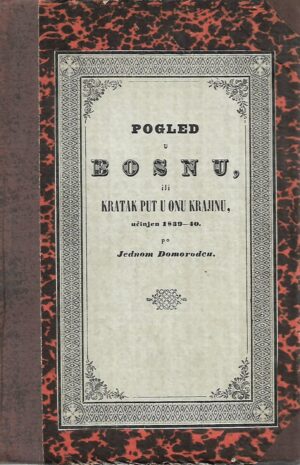 POGLED
u
BOSNU,
ili
KRATAK PUT U ONU KRAJINU,
učinjen 1839—40.
po
Jednom Domorodcu.